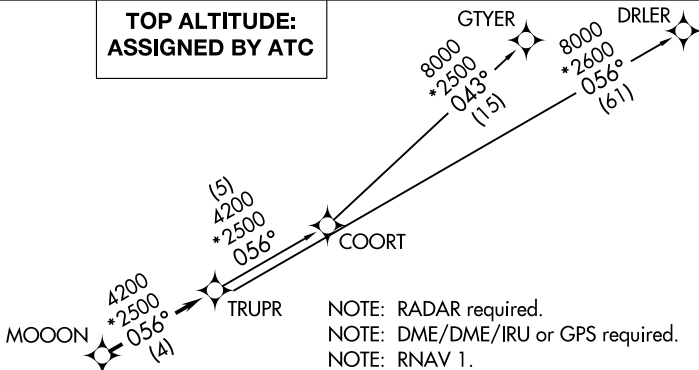 TOP ALTITUDE:
ASSIGNED BY ATC
GTYER
DRLER
8000
*2500
043°
(15)
8000
*2600
056°
(61)
(5)
4200
*2500
056°
COORT
4200
*2500
056°
(4)
TRUPR
MOOON
NOTE: RADAR required.
NOTE: DME/DME/IRU or GPS required.
NOTE: RNAV 1.